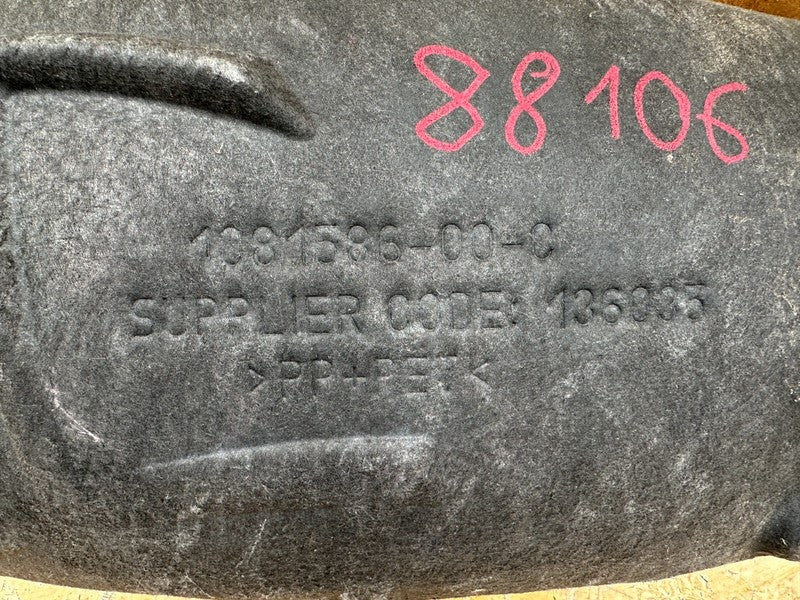 88106
1081586-00-C
SUPPLIER CODE: 136835
>PP+PET<